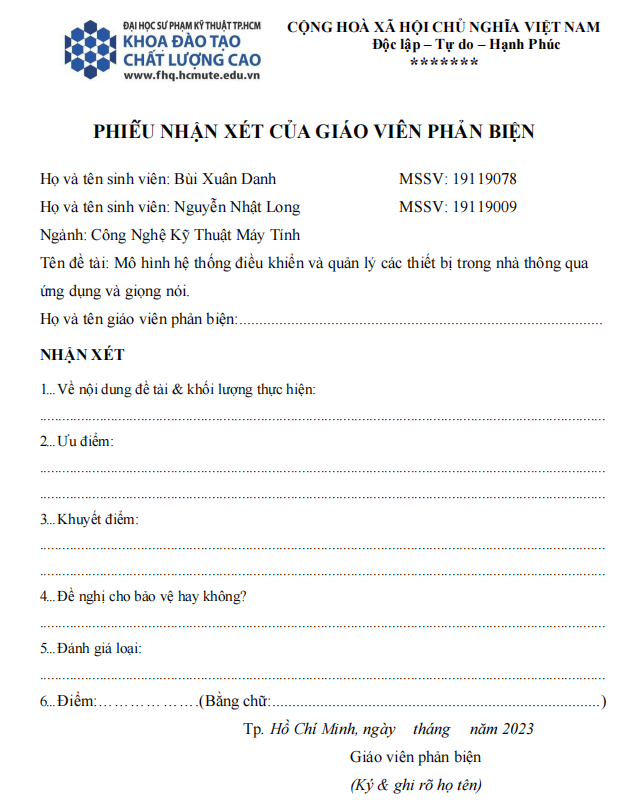 ĐẠI HỌC SƯ PHẠM KỸ THUẬT TP.HCM
KHOA ĐÀO TẠO
CHẤT LƯỢNG CAO
www.fhq.hcmute.edu.vn
CỘNG HOÀ XÃ HỘI CHỦ NGHĨA VIỆT NAM
Độc lập – Tự do – Hạnh Phúc
*******
PHIẾU NHẬN XÉT CỦA GIÁO VIÊN PHẢN BIỆN
Họ và tên sinh viên: Bùi Xuân Danh MSSV: 19119078
Họ và tên sinh viên: Nguyễn Nhật Long MSSV: 19119009
Ngành: Công Nghệ Kỹ Thuật Máy Tính
Tên đề tài: Mô hình hệ thống điều khiển và quản lý các thiết bị trong nhà thông qua
ứng dụng và giọng nói.
Họ và tên giáo viên phản biện:..........................................................................
NHẬN XÉT
1...Về nội dung đề tài & khối lượng thực hiện:
..........................................................................
2...Ưu điểm:
..........................................................................
..........................................................................
3...Khuyết điểm:
..........................................................................
..........................................................................
4...Đề nghị cho bảo vệ hay không?
..........................................................................
5...Đánh giá loại:
..........................................................................
6...Điểm:……………….(Bằng chữ:..........................................................................)
Tp. Hồ Chí Minh, ngày tháng năm 2023
Giáo viên phản biện
(Ký & ghi rõ họ tên)